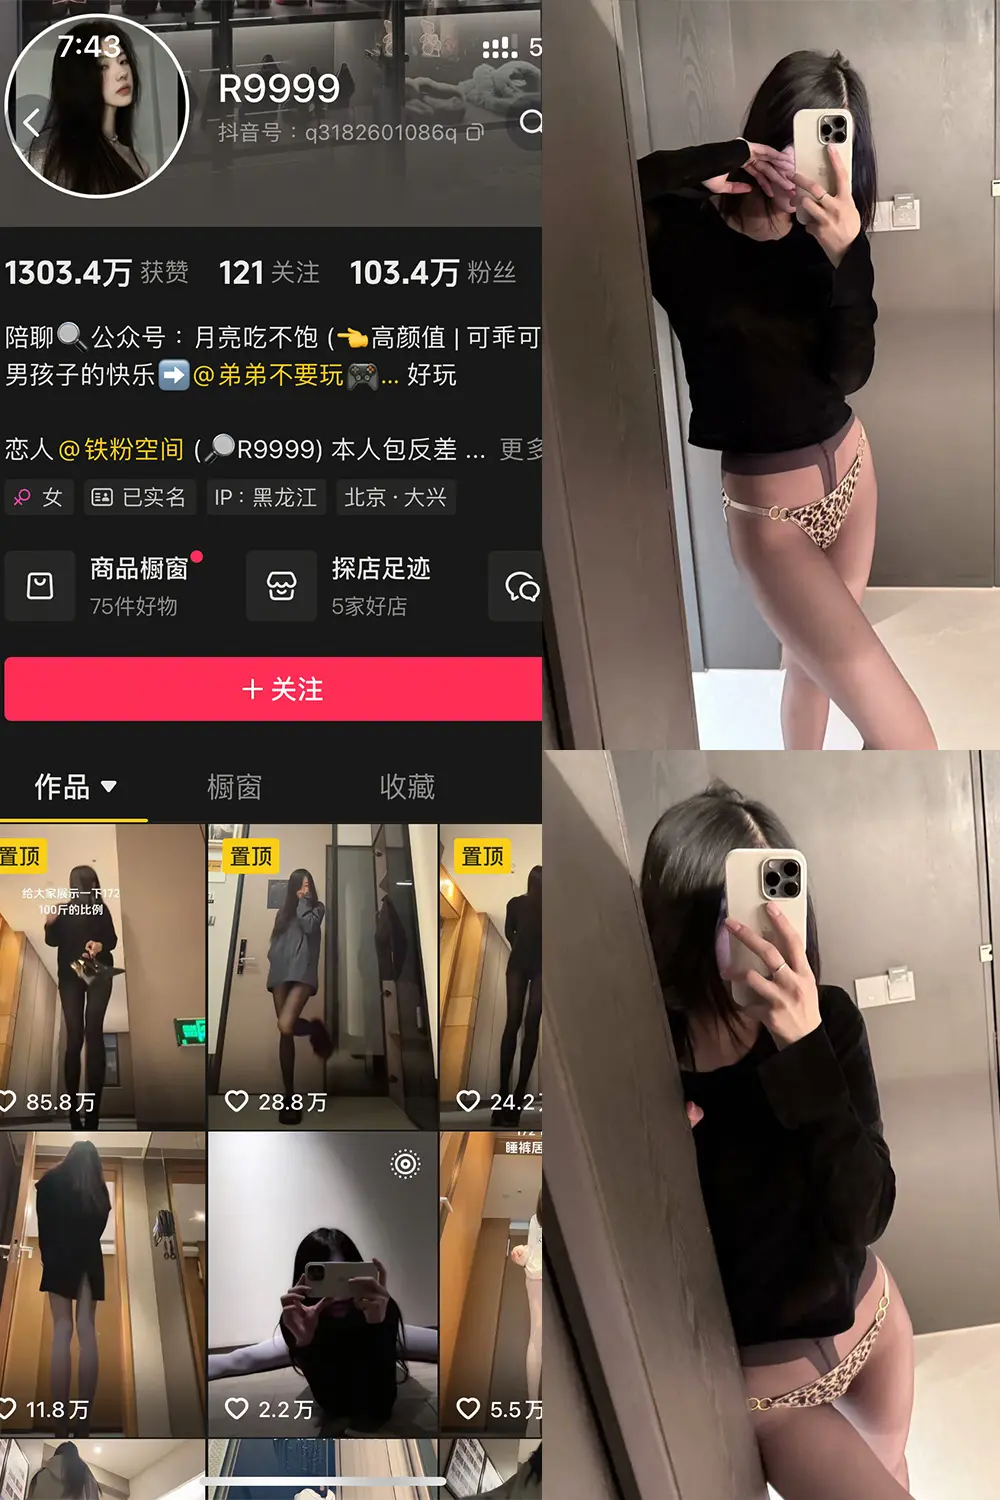 7:43
5
R9999
抖音号：q3182601086q
1303.4万 获赞 121 关注 103.4万 粉丝
陪聊🔍公众号：月亮吃不饱 (👈高颜值 | 可乖可
男孩子的快乐➡️@弟弟不要玩🎮... 好玩
恋人@铁粉空间 (🔎R9999) 本人包反差 ... 更多
女 已实名 IP：黑龙江 北京·大兴
商品橱窗 探店足迹
75件好物 5家好店
+ 关注
作品 橱窗 收藏
置顶 置顶 置顶
给大家展示一下172
100斤的比例
85.8万 28.8万 24.2
睡裤居
11.8万 2.2万 5.5万